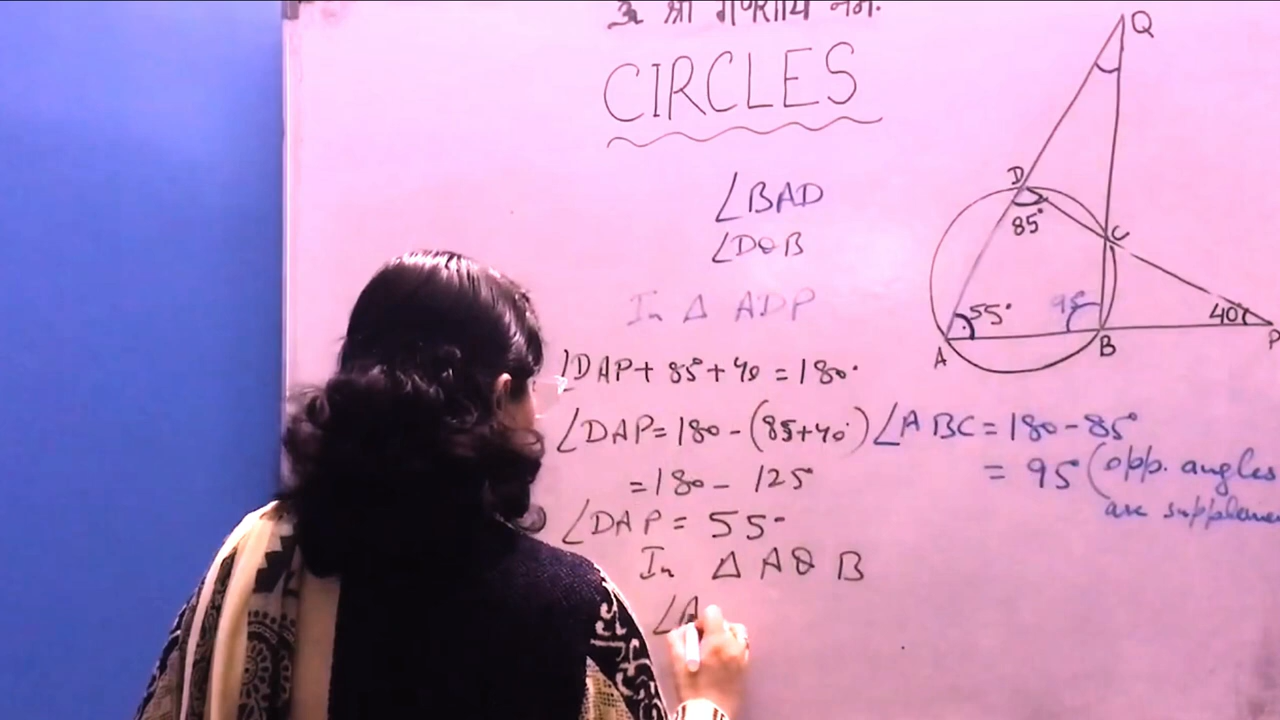 ॐ श्री गणेशाय नमः
CIRCLES
∠BAD
∠DQB
In Δ ADP
∠DAP + 85 + 40 = 180°
∠DAP = 180 - (85+40°)
= 180 - 125
∠DAP = 55°
In Δ AQB
∠A
∠ABC = 180 - 85°
= 95° (opp. angles
are
Q
D
85°
C
55°
95
40°
A
B
P